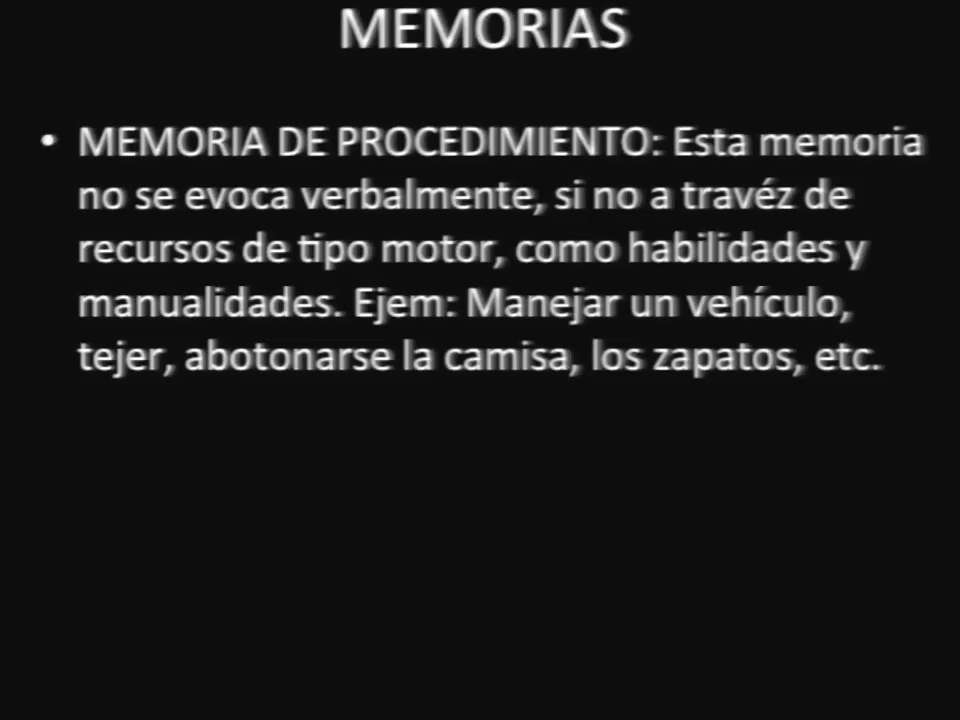 MEMORIAS
• MEMORIA DE PROCEDIMIENTO: Esta memoria
no se evoca verbalmente, si no a travéz de
recursos de tipo motor, como habilidades y
manualidades. Ejem: Manejar un vehículo,
tejer, abotonarse la camisa, los zapatos, etc.